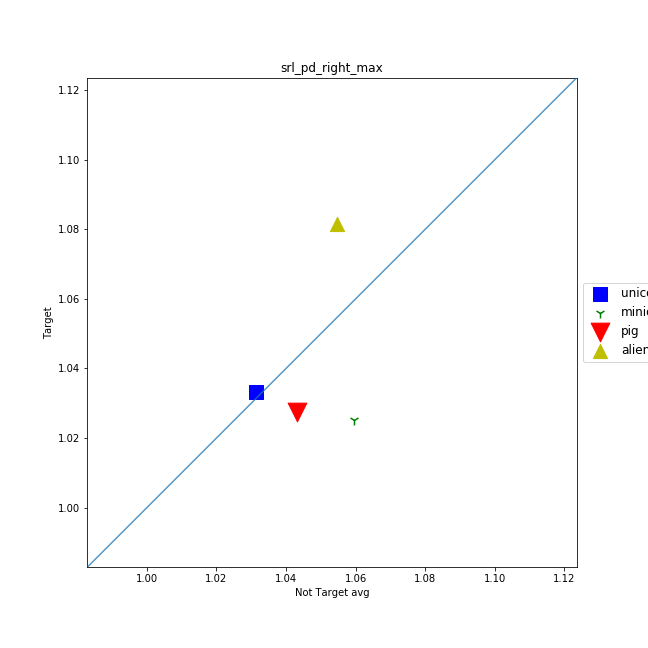 srl_pd_right_max
1.12
1.10
1.08
1.06
1.04
1.02
1.00
Target
1.00 1.02 1.04 1.06 1.08 1.10 1.12
Not Target avg
unico
minio
pig
alien